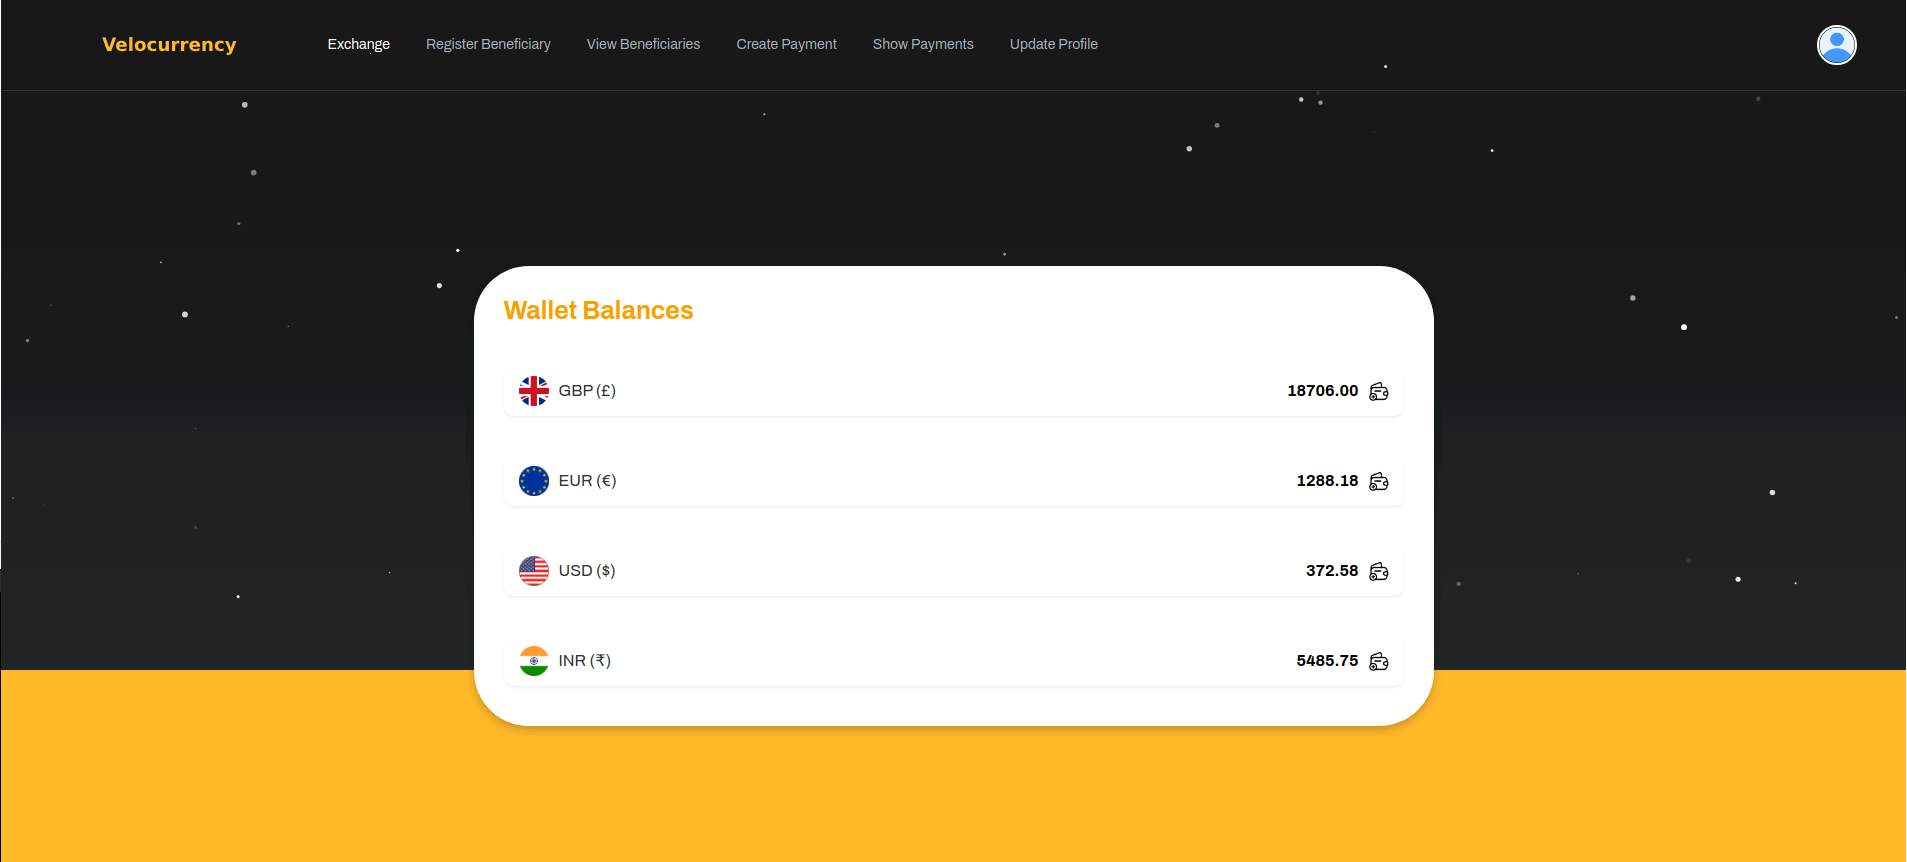 Velocurrency Exchange Register Beneficiary View Beneficiaries Create Payment Show Payments Update Profile
Wallet Balances
GBP (£) 18706.00
EUR (€) 1288.18
USD ($) 372.58
INR (₹) 5485.75